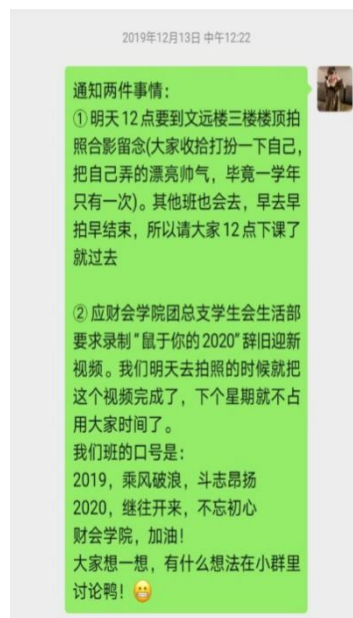 2019年12月13日 中午12:22
通知两件事情：
①明天12点要到文远楼三楼楼顶拍
照合影留念(大家收拾打扮一下自己，
把自己弄的漂亮帅气，毕竟一学年
只有一次)。其他班也会去，早去早
拍早结束，所以请大家12点下课了
就过去
②应财会学院团总支学生会生活部
要求录制“鼠于你的2020”辞旧迎新
视频。我们明天去拍照的时候就把
这个视频完成了，下个星期就不占
用大家时间了。
我们班的口号是：
2019，乘风破浪，斗志昂扬
2020，继往开来，不忘初心
财会学院，加油！
大家想一想，有什么想法在小群里
讨论鸭！😬